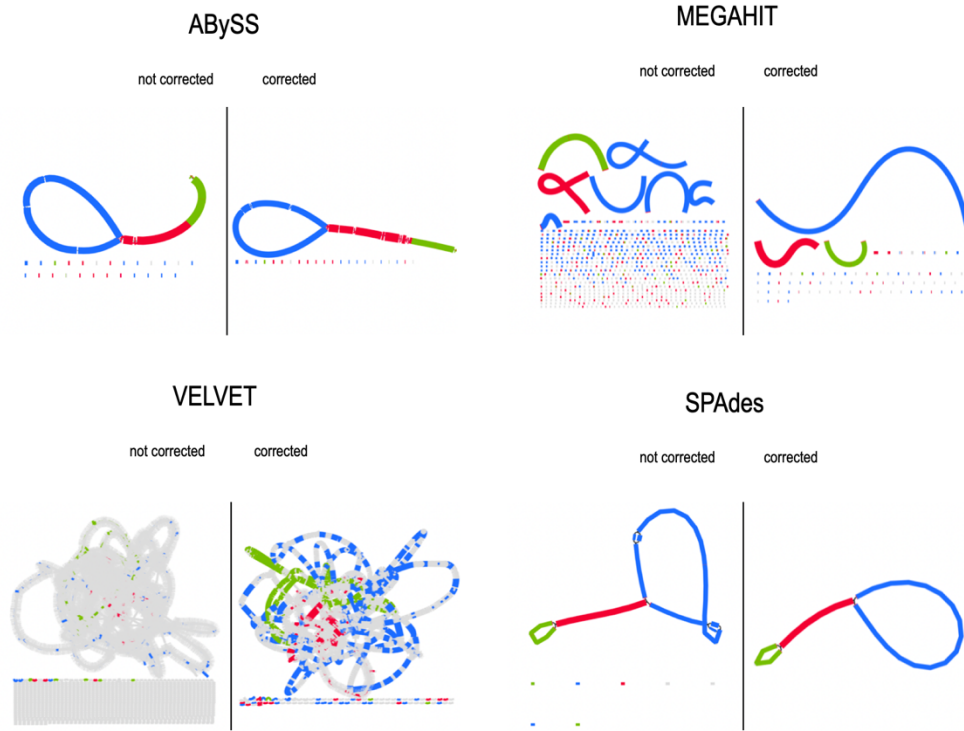 ABySS
not corrected
corrected
MEGAHIT
not corrected
corrected
VELVET
not corrected
corrected
SPAdes
not corrected
corrected